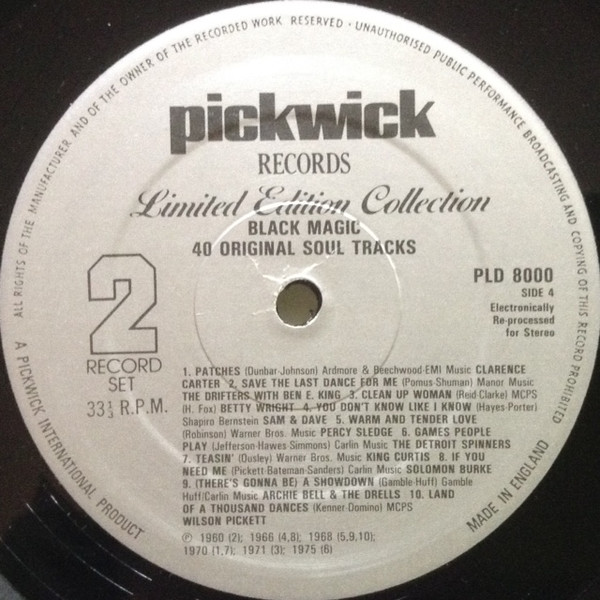 ALL RIGHTS OF THE MANUFACTURER AND OF THE OWNER OF THE RECORDED WORK RESERVED · UNAUTHORISED PUBLIC PERFORMANCE BROADCASTING AND COPYING OF THIS RECORD PROHIBITED
pickwick
RECORDS
Limited Edition Collection
BLACK MAGIC
40 ORIGINAL SOUL TRACKS
2
RECORD
SET
33⅓ R.P.M.
PLD 8000
SIDE 4
Electronically
Re-processed
for Stereo
1. PATCHES (Dunbar-Johnson) Ardmore & Beechwood-EMI Music CLARENCE
CARTER 2. SAVE THE LAST DANCE FOR ME (Pomus-Shuman) Manor Music
THE DRIFTERS WITH BEN E. KING 3. CLEAN UP WOMAN (Reid Clarke) MCPS
(H. Fox) BETTY WRIGHT 4. YOU DON'T KNOW LIKE I KNOW (Hayes-Porter)
Shapiro Bernstein SAM & DAVE 5. WARM AND TENDER LOVE
(Robinson) Warner Bros. Music PERCY SLEDGE 6. GAMES PEOPLE
PLAY (Jefferson-Hawes Simmons) Carlin Music THE DETROIT SPINNERS
7. TEASIN' (Ousley) Warner Bros. Music KING CURTIS 8. IF YOU
NEED ME (Pickett-Bateman-Sanders) Carlin Music SOLOMON BURKE
9. (THERE'S GONNA BE) A SHOWDOWN (Gamble-Huff) Gamble
Huff/Carlin Music ARCHIE BELL & THE DRELLS 10. LAND
OF A THOUSAND DANCES (Kenner-Domino) MCPS
WILSON PICKETT
℗ 1960 (2); 1966 (4,8); 1968 (5,9,10);
1970 (1,7); 1971 (3); 1975 (6)
A PICKWICK INTERNATIONAL PRODUCT
MADE IN ENGLAND